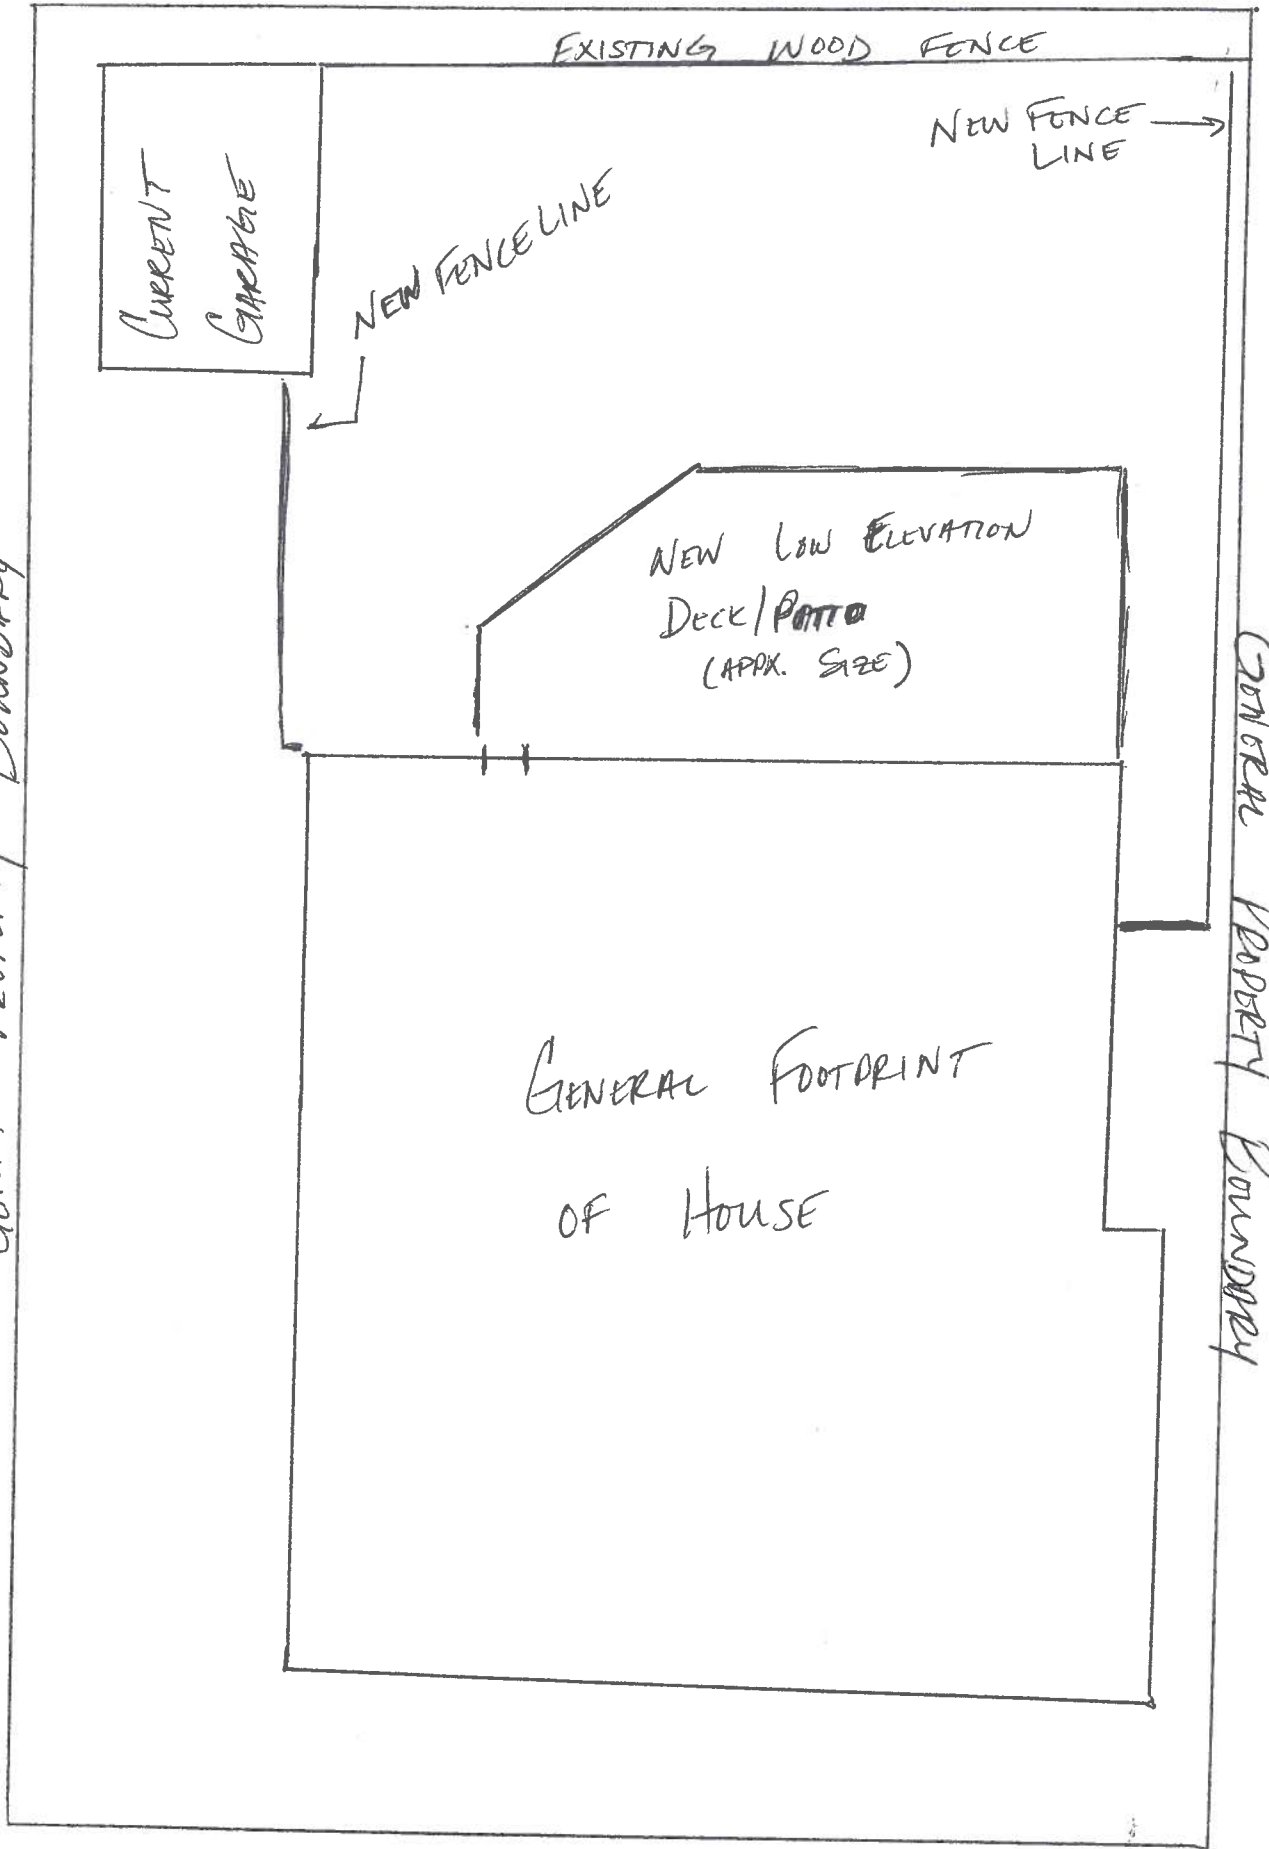 EXISTING WOOD FENCE
NEW FENCE
LINE
CURRENT
GARAGE
NEW FENCE LINE
NEW LOW ELEVATION
DECK/PATIO
(APPX. SIZE)
GENERAL FOOTPRINT
OF HOUSE
GENERAL PROPERTY BOUNDARY
BOUNDARY